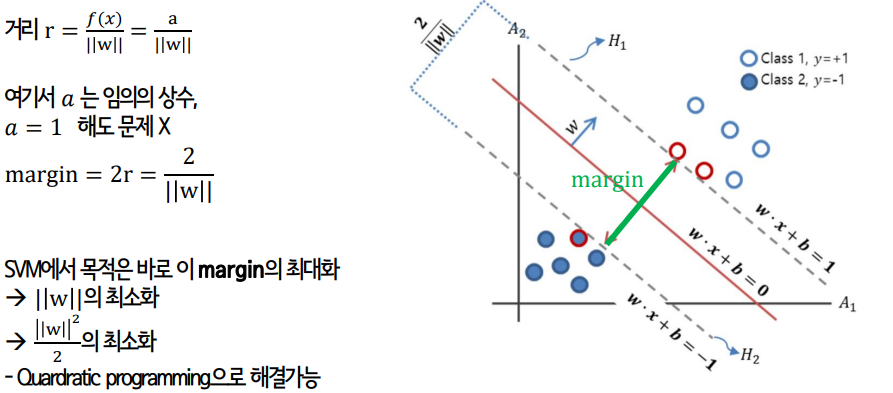 거리 r = f(x)/||w|| = a/||w||
여기서 a 는 임의의 상수,
a = 1 해도 문제 X
margin = 2r = 2/||w||
SVM에서 목적은 바로 이 margin의 최대화
→ ||w||의 최소화
→ ||w||²/2 의 최소화
- Quardratic programming으로 해결가능
2/||w||
A₂
H₁
Class 1, y=+1
Class 2, y=-1
w
margin
w · x + b = 1
w · x + b = 0
w · x + b = -1
A₁
H₂